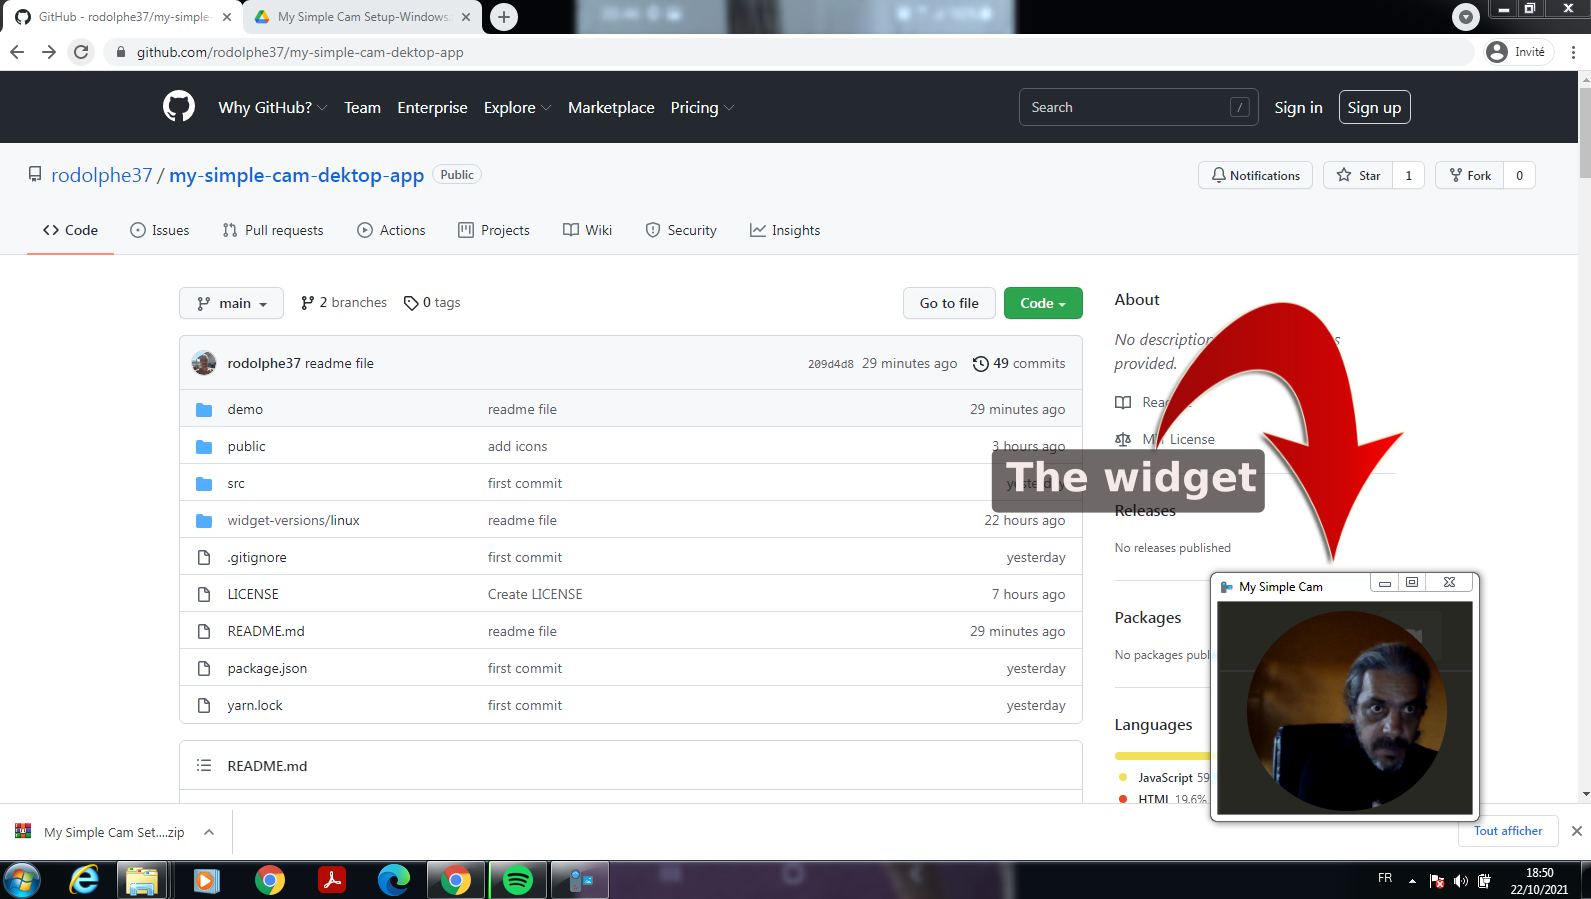 GitHub - rodolphe37/my-simple-
My Simple Cam Setup-Windows
github.com/rodolphe37/my-simple-cam-dektop-app
Invité
Why GitHub?
Team
Enterprise
Explore
Marketplace
Pricing
Search
/
Sign in
Sign up
rodolphe37 / my-simple-cam-dektop-app
Public
Notifications
Star
1
Fork
0
Code
Issues
Pull requests
Actions
Projects
Wiki
Security
Insights
main
2 branches
0 tags
Go to file
Code
rodolphe37 readme file
209d4d8
29 minutes ago
49 commits
demo
readme file
29 minutes ago
public
add icons
3 hours ago
src
first commit
yesterday
widget-versions/linux
readme file
22 hours ago
.gitignore
first commit
yesterday
LICENSE
Create LICENSE
7 hours ago
README.md
readme file
29 minutes ago
package.json
first commit
yesterday
yarn.lock
first commit
yesterday
README.md
About
No description
provided.
MIT License
The widget
Releases
No releases published
Packages
No packages publ
Languages
JavaScript 59
HTML 19.6%
My Simple Cam
My Simple Cam Set....zip
Tout afficher
FR
18:50
22/10/2021